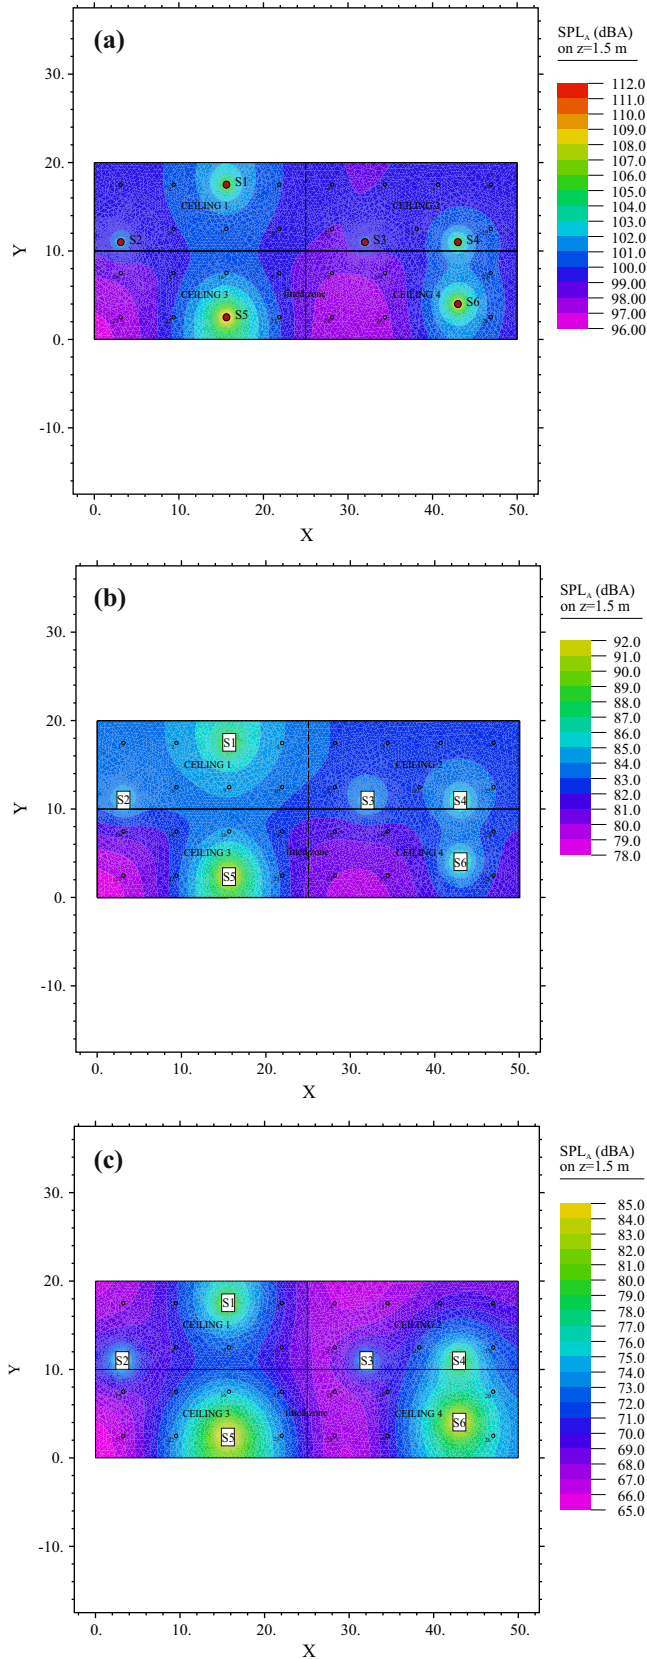 (a)
SPLA (dBA)
on z=1.5 m
30.
20.
10.
0.
-10.
Y
S1
CEILING 1
CEILING 2
S2
S3
S4
CEILING 3
fitted zone
CEILING 4
S5
S6
0. 10. 20. 30. 40. 50.
X
112.0
111.0
110.0
109.0
107.0
106.0
105.0
104.0
103.0
102.0
101.0
100.0
99.00
98.00
97.00
96.00
(b)
SPLA (dBA)
on z=1.5 m
30.
20.
10.
0.
-10.
Y
S1
CEILING 1
CEILING 2
S2
S3
S4
CEILING 3
fitted zone
CEILING 4
S5
S6
0. 10. 20. 30. 40. 50.
X
92.0
91.0
90.0
89.0
88.0
87.0
86.0
85.0
84.0
83.0
82.0
81.0
80.0
79.0
78.0
(c)
SPLA (dBA)
on z=1.5 m
30.
20.
10.
0.
-10.
Y
S1
CEILING 1
CEILING 2
S2
S3
S4
CEILING 3
fitted zone
CEILING 4
S5
S6
0. 10. 20. 30. 40. 50.
X
85.0
84.0
83.0
82.0
80.0
79.0
78.0
77.0
76.0
75.0
73.0
72.0
71.0
70.0
69.0
68.0
67.0
66.0
65.0